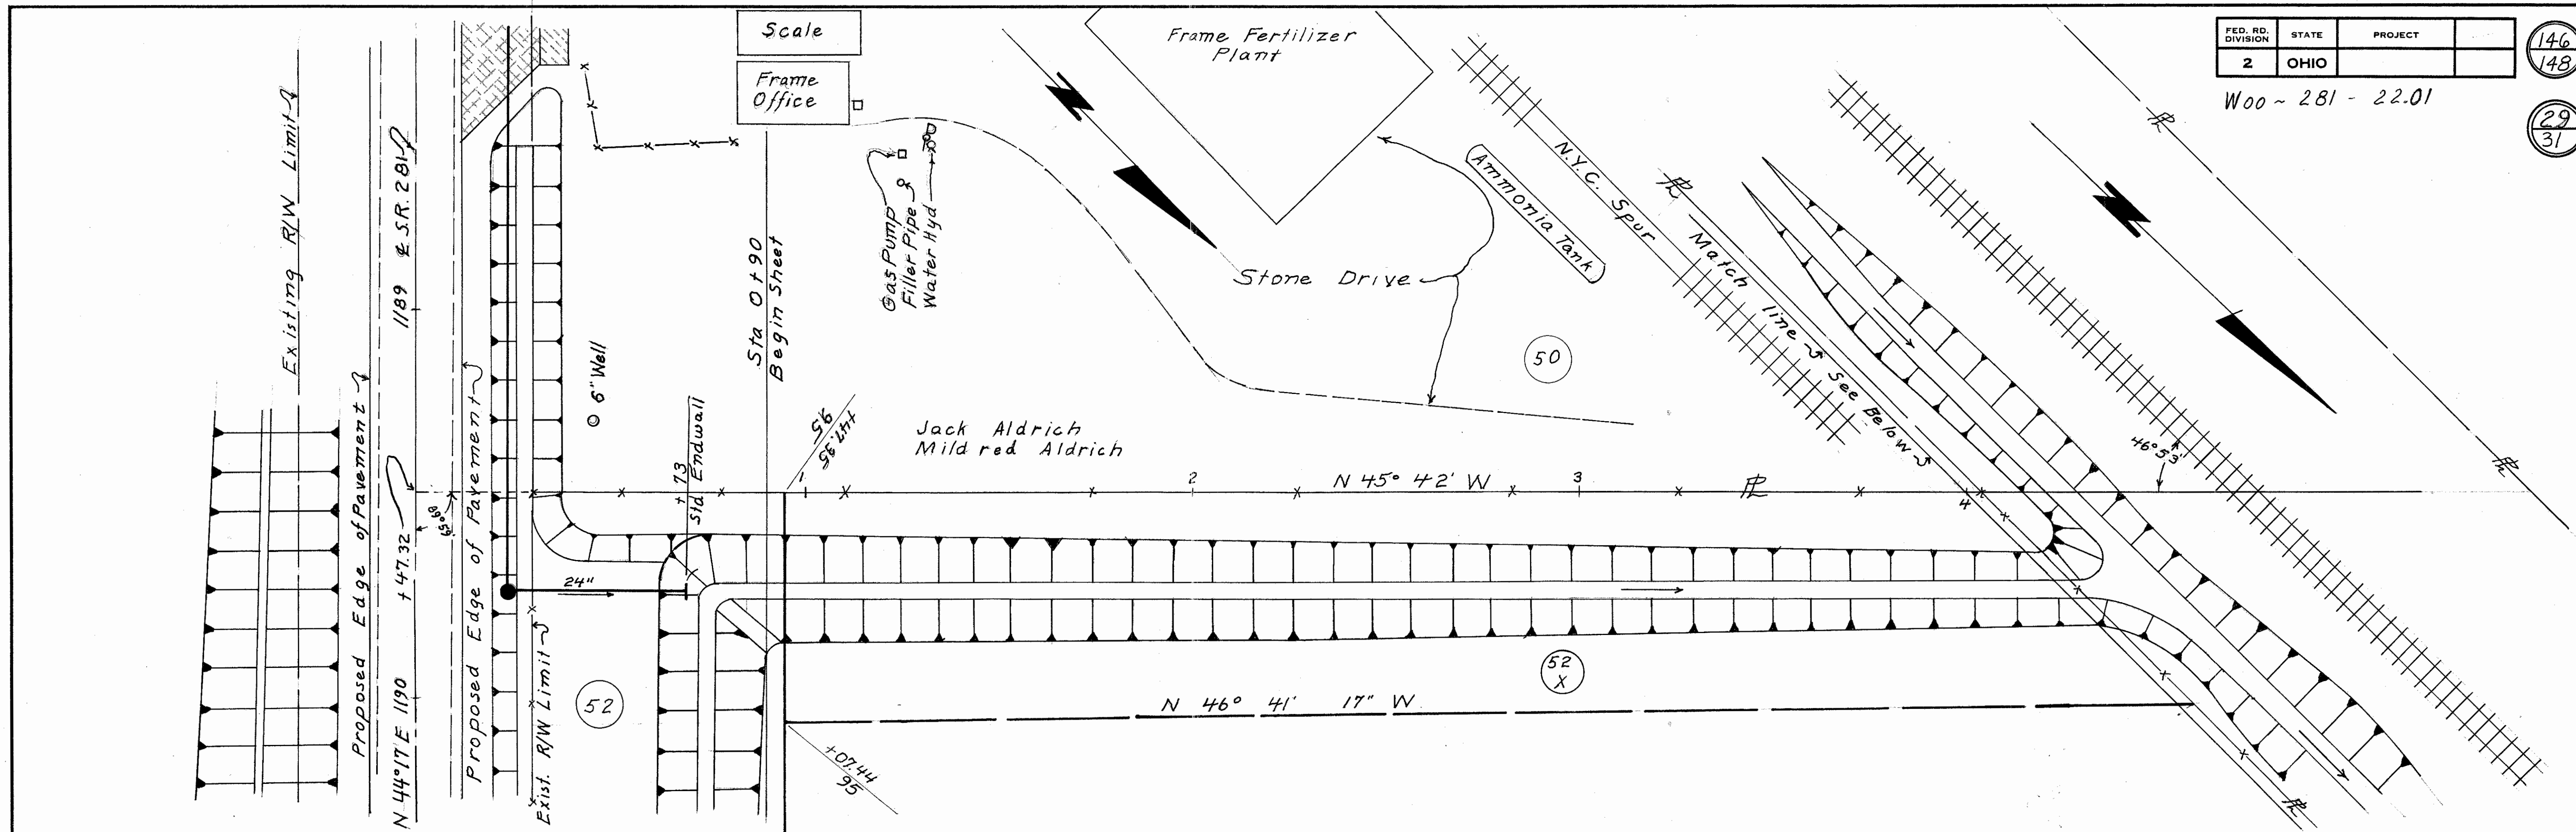 FED. RD. DIVISION STATE PROJECT
2 OHIO
146
148
Woo ~ 281 - 22.01
29
31
Scale
Frame
Office
Frame Fertilizer
Plant
Existing R/W Limit
1189 ℄ S.R. 281
Gas Pump
Filler Pipe
Water Hyd
Ammonia Tank
N.Y.C. Spur
℄
Match line See Below
Stone Drive
Sta 0+90
Begin Sheet
6" Well
50
+47.35
95
Jack Aldrich
Mildred Aldrich
+73
Std Endwall
1
2
N 45° 42' W
3
4
46°53'
Proposed Edge of Pavement
+47.32
89°59'
Proposed Edge of Pavement
24"
N 44°17' E 1190
Exist. R/W Limit
52
52
X
N 46° 41' 17" W
+07.44
95